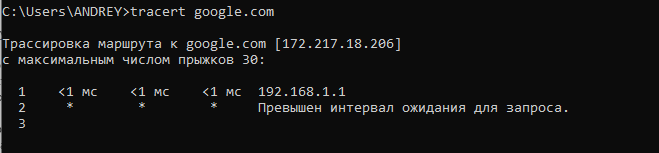 C:\Users\ANDREY>tracert google.com
Трассировка маршрута к google.com [172.217.18.206]
с максимальным числом прыжков 30:
1 <1 мс <1 мс <1 мс 192.168.1.1
2 * * * Превышен интервал ожидания для запроса.
3